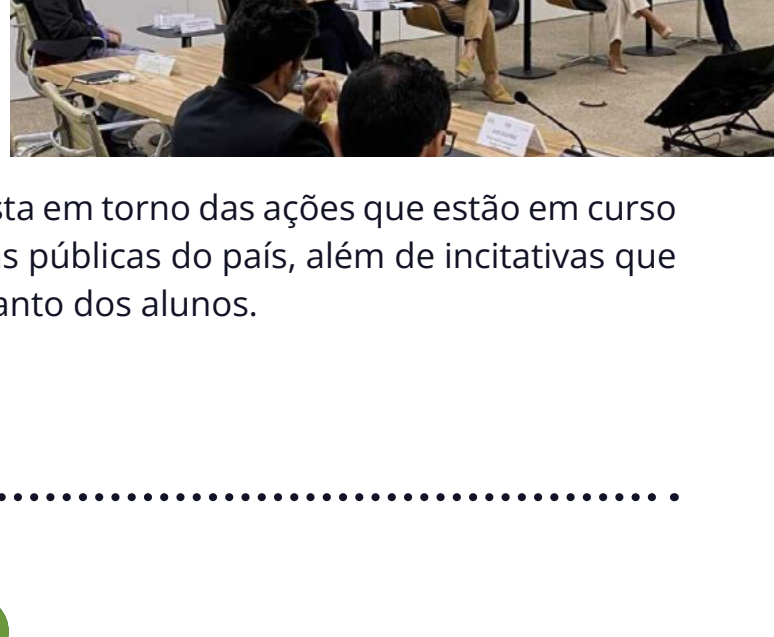 sta em torno das ações que estão em curso
s públicas do país, além de incitativas que
anto dos alunos.